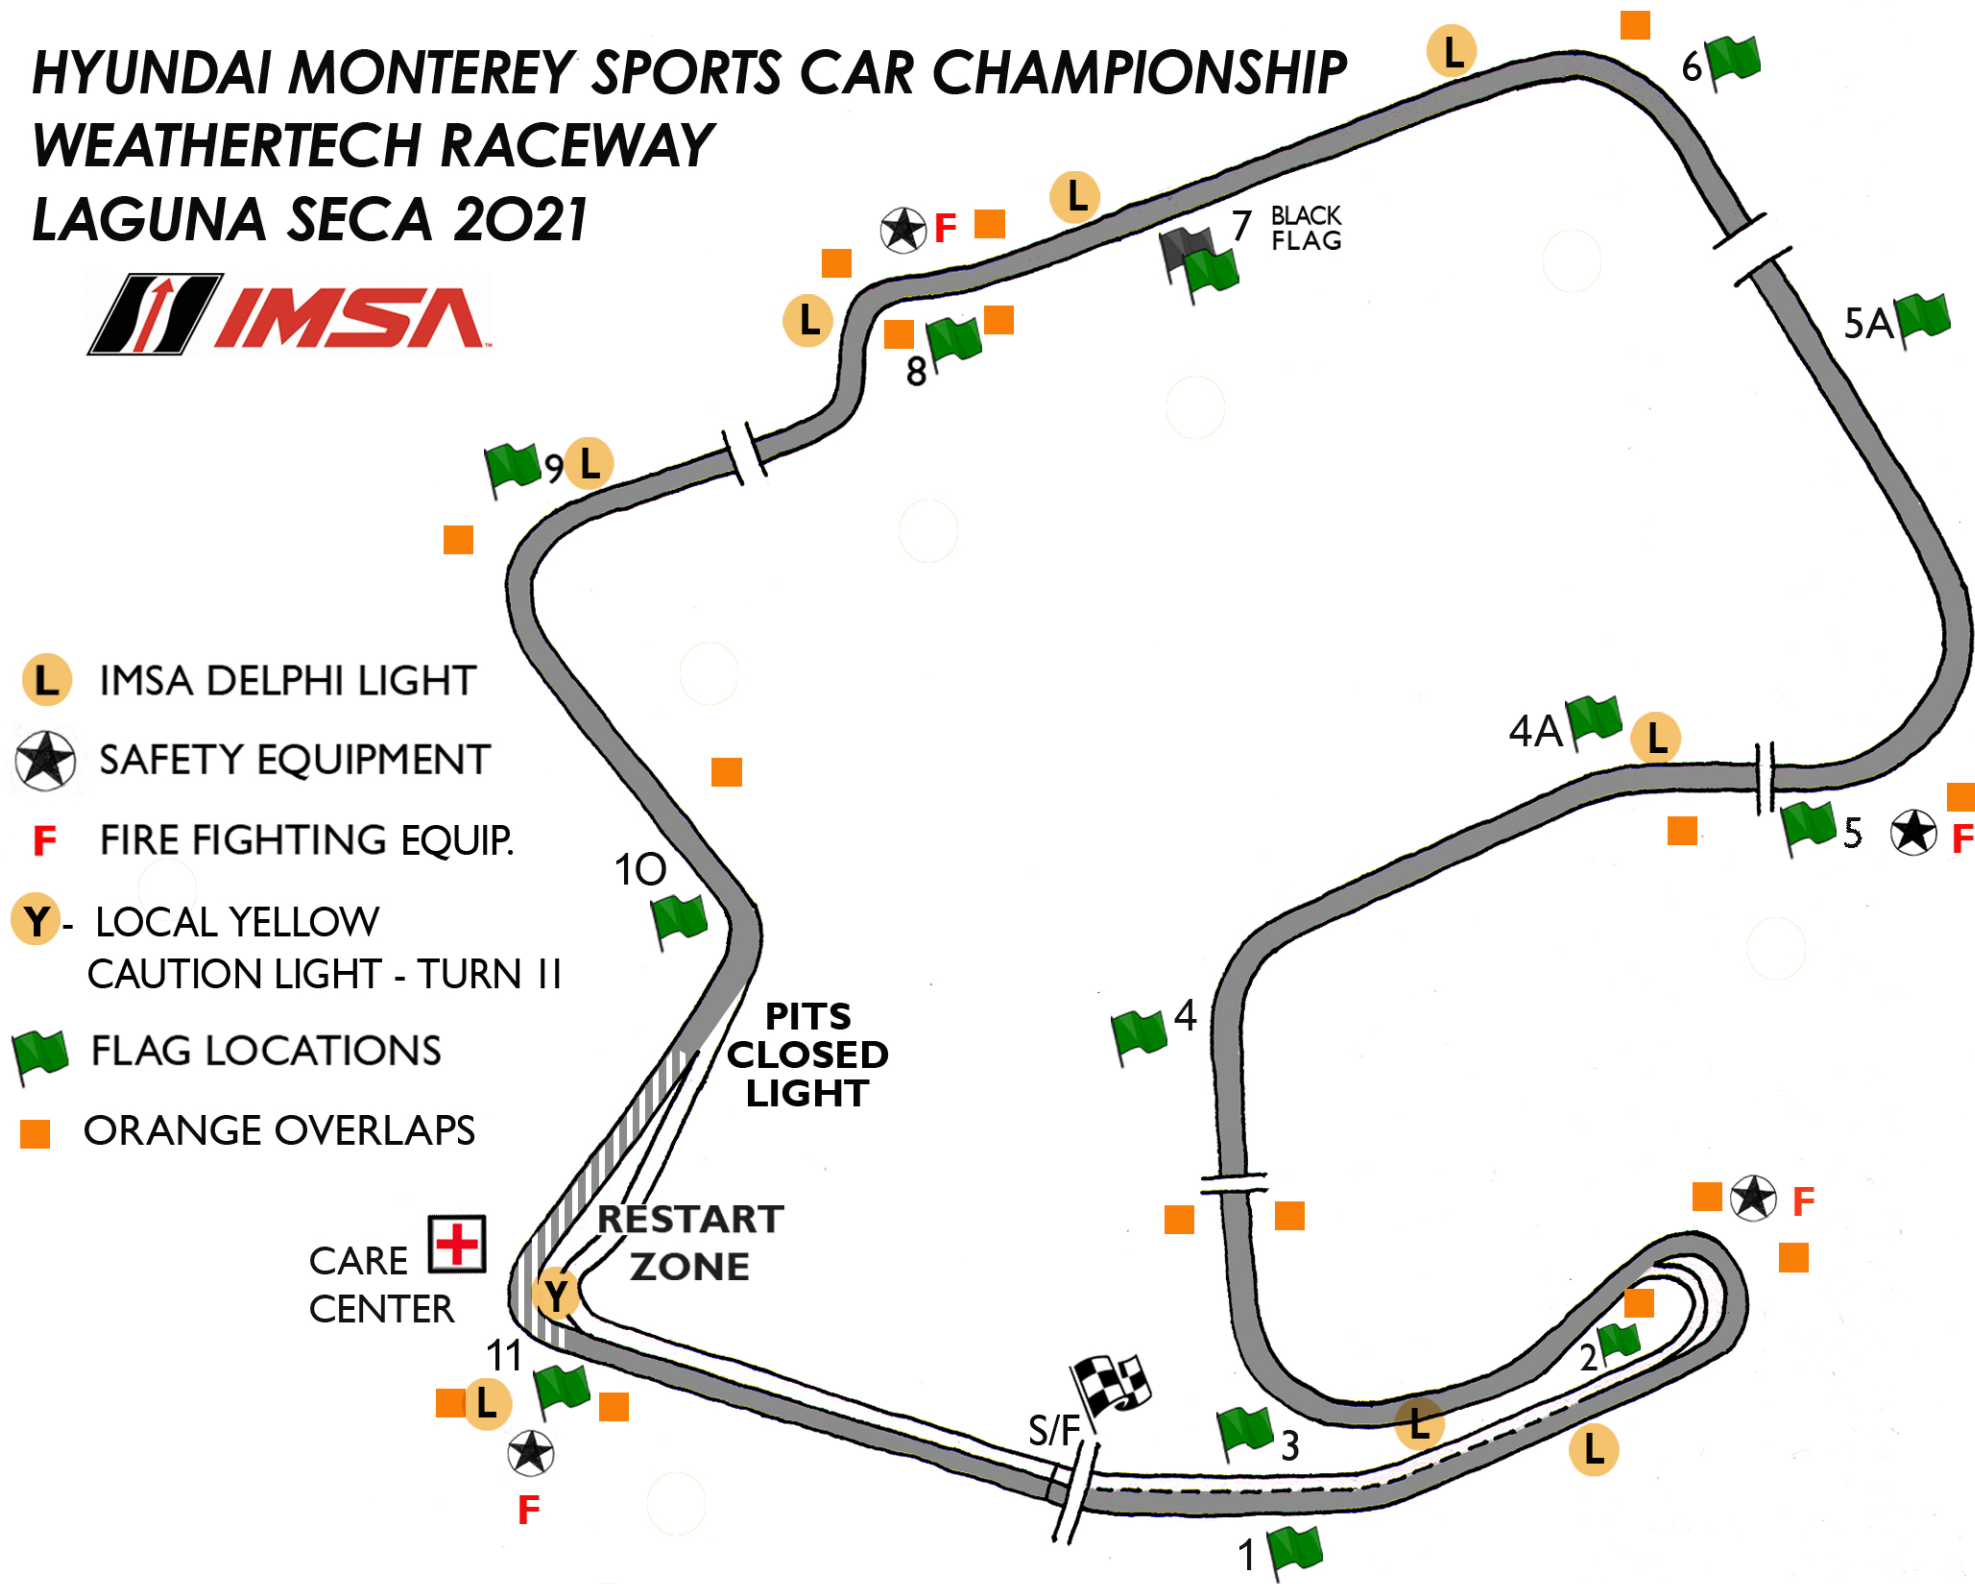 HYUNDAI MONTEREY SPORTS CAR CHAMPIONSHIP
WEATHERTECH RACEWAY
LAGUNA SECA 2021
IMSA
L
6
L
F
7 BLACK
FLAG
L
5A
8
9 L
L IMSA DELPHI LIGHT
SAFETY EQUIPMENT
F FIRE FIGHTING EQUIP.
Y - LOCAL YELLOW
CAUTION LIGHT - TURN 11
FLAG LOCATIONS
ORANGE OVERLAPS
4A L
5 F
10
4
PITS
CLOSED
LIGHT
RESTART
ZONE
CARE
CENTER
Y
11
L
F
F
2
S/F
3
L
L
1